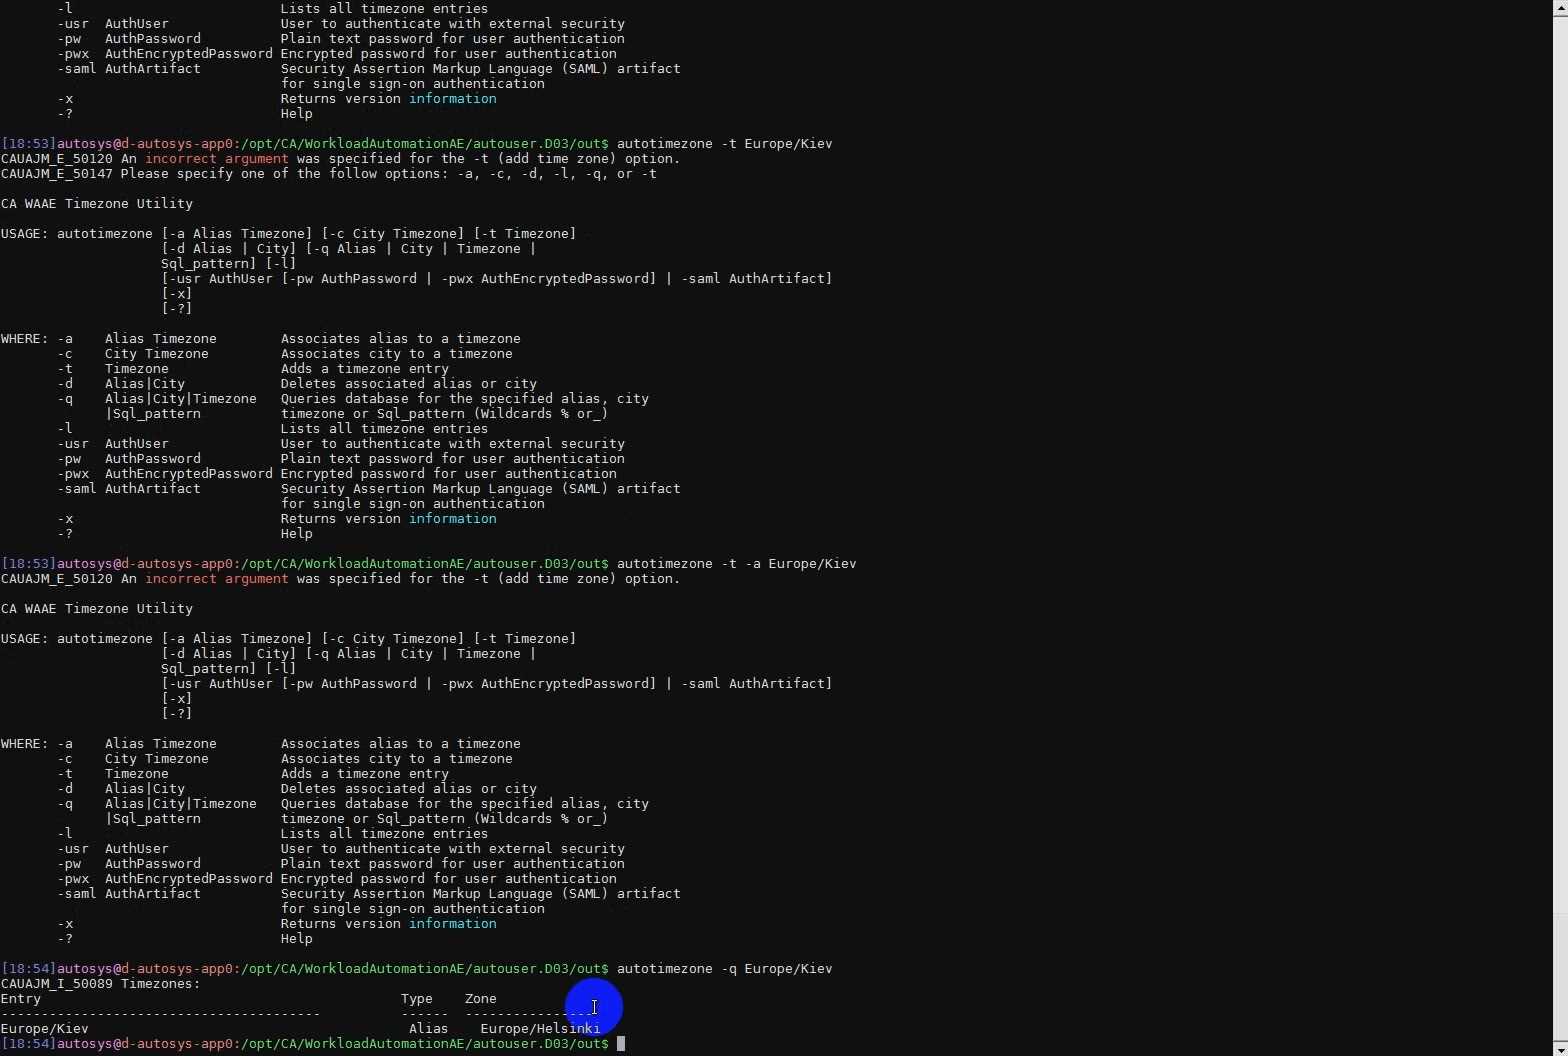 -l                          Lists all timezone entries
-usr  AuthUser              User to authenticate with external security
-pw   AuthPassword          Plain text password for user authentication
-pwx  AuthEncryptedPassword Encrypted password for user authentication
-saml AuthArtifact          Security Assertion Markup Language (SAML) artifact
for single sign-on authentication
-x                          Returns version information
-?                          Help
[18:53]autosys@d-autosys-app0:/opt/CA/WorkloadAutomationAE/autouser.D03/out$ autotimezone -t Europe/Kiev
CAUAJM_E_50120 An incorrect argument was specified for the -t (add time zone) option.
CAUAJM_E_50147 Please specify one of the follow options: -a, -c, -d, -l, -q, or -t
CA WAAE Timezone Utility
USAGE: autotimezone [-a Alias Timezone] [-c City Timezone] [-t Timezone]
[-d Alias | City] [-q Alias | City | Timezone |
Sql_pattern] [-l]
[-usr AuthUser [-pw AuthPassword | -pwx AuthEncryptedPassword] | -saml AuthArtifact]
[-x]
[-?]
WHERE: -a    Alias Timezone        Associates alias to a timezone
-c    City Timezone         Associates city to a timezone
-t    Timezone              Adds a timezone entry
-d    Alias|City            Deletes associated alias or city
-q    Alias|City|Timezone   Queries database for the specified alias, city
|Sql_pattern          timezone or Sql_pattern (Wildcards % or_)
-l                          Lists all timezone entries
-usr  AuthUser              User to authenticate with external security
-pw   AuthPassword          Plain text password for user authentication
-pwx  AuthEncryptedPassword Encrypted password for user authentication
-saml AuthArtifact          Security Assertion Markup Language (SAML) artifact
for single sign-on authentication
-x                          Returns version information
-?                          Help
[18:53]autosys@d-autosys-app0:/opt/CA/WorkloadAutomationAE/autouser.D03/out$ autotimezone -t -a Europe/Kiev
CAUAJM_E_50120 An incorrect argument was specified for the -t (add time zone) option.
CA WAAE Timezone Utility
USAGE: autotimezone [-a Alias Timezone] [-c City Timezone] [-t Timezone]
[-d Alias | City] [-q Alias | City | Timezone |
Sql_pattern] [-l]
[-usr AuthUser [-pw AuthPassword | -pwx AuthEncryptedPassword] | -saml AuthArtifact]
[-x]
[-?]
WHERE: -a    Alias Timezone        Associates alias to a timezone
-c    City Timezone         Associates city to a timezone
-t    Timezone              Adds a timezone entry
-d    Alias|City            Deletes associated alias or city
-q    Alias|City|Timezone   Queries database for the specified alias, city
|Sql_pattern          timezone or Sql_pattern (Wildcards % or_)
-l                          Lists all timezone entries
-usr  AuthUser              User to authenticate with external security
-pw   AuthPassword          Plain text password for user authentication
-pwx  AuthEncryptedPassword Encrypted password for user authentication
-saml AuthArtifact          Security Assertion Markup Language (SAML) artifact
for single sign-on authentication
-x                          Returns version information
-?                          Help
[18:54]autosys@d-autosys-app0:/opt/CA/WorkloadAutomationAE/autouser.D03/out$ autotimezone -q Europe/Kiev
CAUAJM_I_50089 Timezones:
Entry                                             Type    Zone
----------------------------------------          ------  -----------------
Europe/Kiev                                        Alias    Europe/Helsinki
[18:54]autosys@d-autosys-app0:/opt/CA/WorkloadAutomationAE/autouser.D03/out$